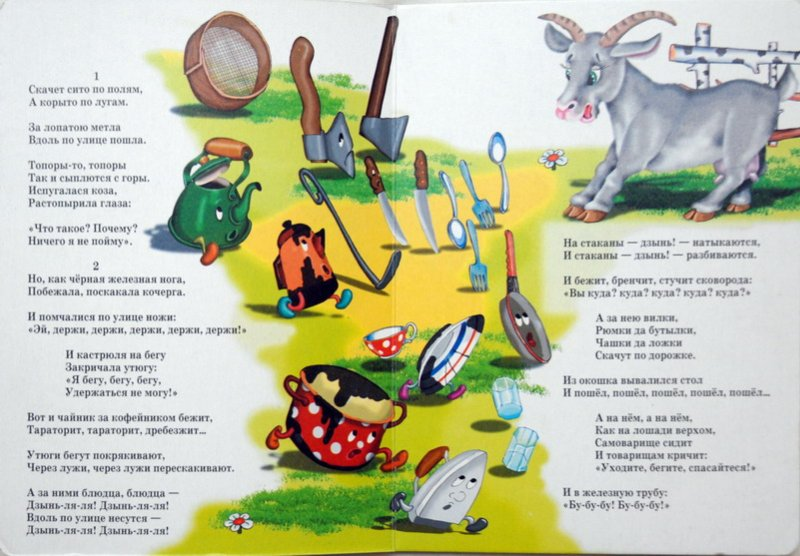 1
Скачет сито по полям,
А корыто по лугам.
За лопатою метла
Вдоль по улице пошла.
Топоры-то, топоры
Так и сыплются с горы.
Испугалася коза,
Растопырила глаза:
«Что такое? Почему?
Ничего я не пойму».
2
Но, как чёрная железная нога,
Побежала, поскакала кочерга.
И помчалися по улице ножи:
«Эй, держи, держи, держи, держи, держи!»
И кастрюля на бегу
Закричала утюгу:
«Я бегу, бегу, бегу,
Удержаться не могу!»
Вот и чайник за кофейником бежит,
Тараторит, тараторит, дребезжит...
Утюги бегут покрякивают,
Через лужи, через лужи перескакивают.
А за ними блюдца, блюдца —
Дзынь-ля-ля! Дзынь-ля-ля!
Вдоль по улице несутся —
Дзынь-ля-ля! Дзынь-ля-ля!
На стаканы — дзынь! — натыкаются,
И стаканы — дзынь! — разбиваются.
И бежит, бренчит, стучит сковорода:
«Вы куда? куда? куда? куда? куда?»
А за нею вилки,
Рюмки да бутылки,
Чашки да ложки
Скачут по дорожке.
Из окошка вывалился стол
И пошёл, пошёл, пошёл, пошёл, пошёл...
А на нём, а на нём,
Как на лошади верхом,
Самоварище сидит
И товарищам кричит:
«Уходите, бегите, спасайтеся!»
И в железную трубу:
«Бу-бу-бу! Бу-бу-бу!»